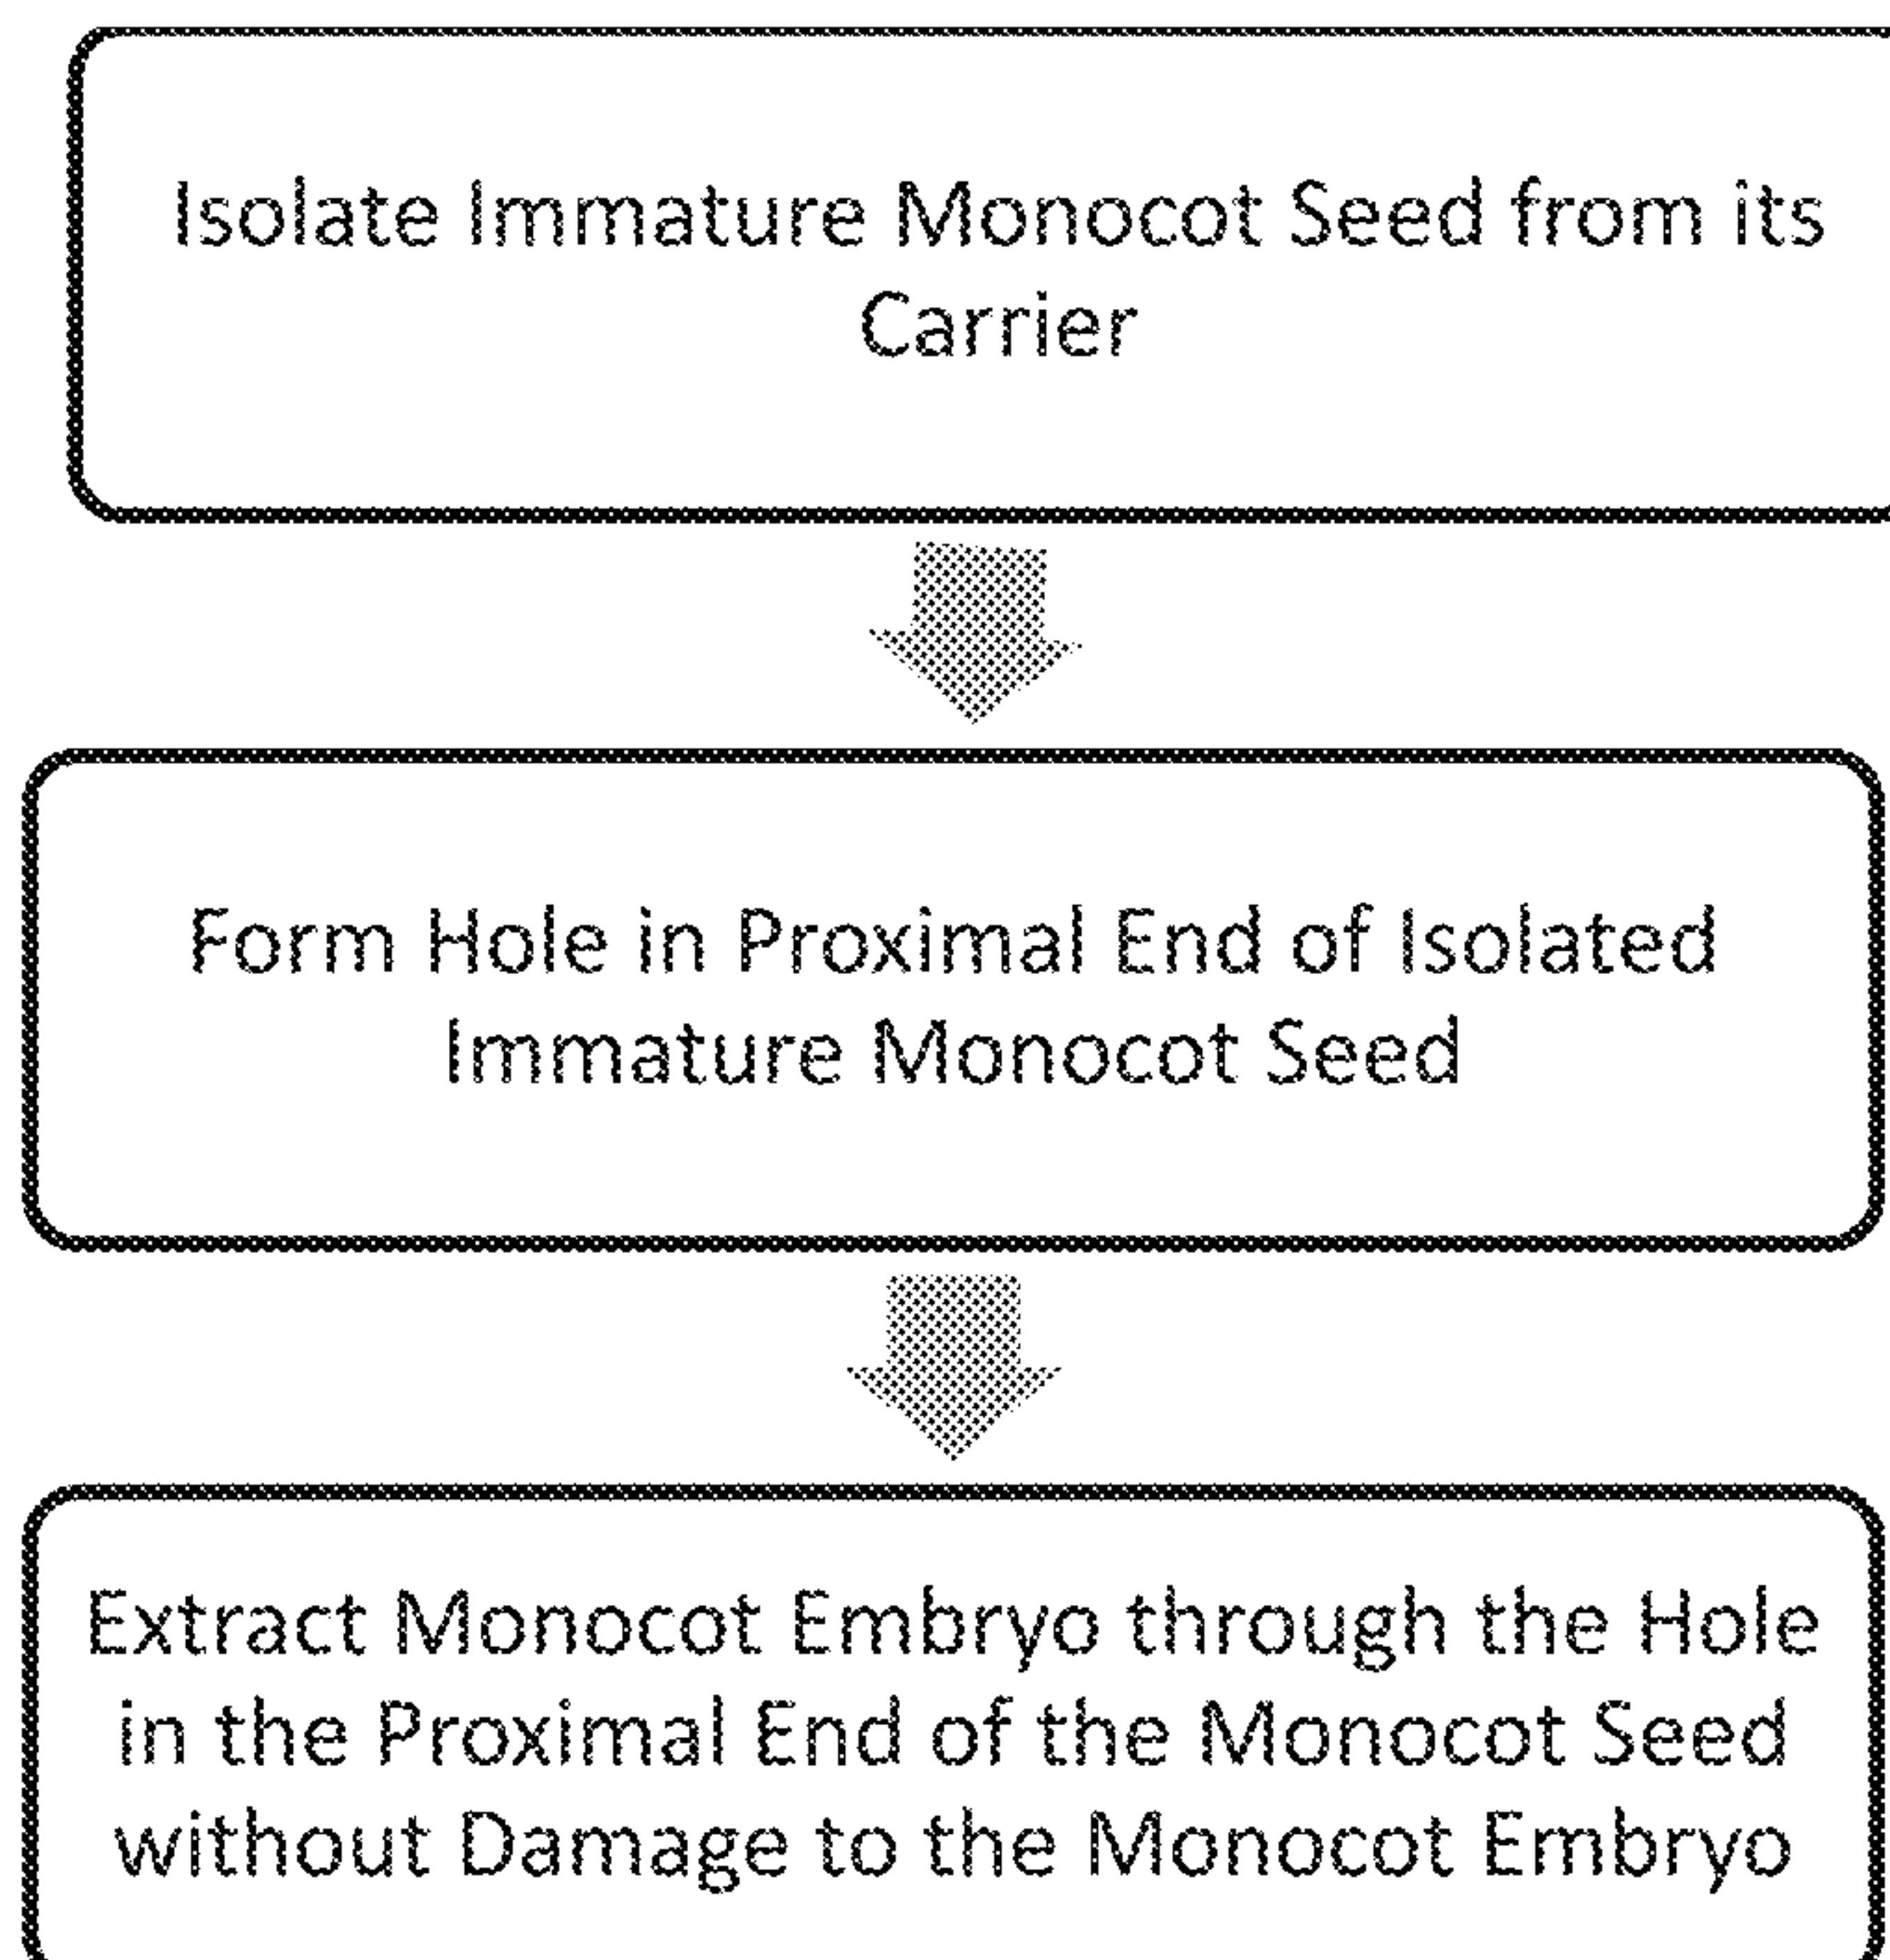 Isolate Immature Monocot Seed from its
Carrier
Form Hole in Proximal End of Isolated
Immature Monocot Seed
Extract Monocot Embryo through the Hole
in the Proximal End of the Monocot Seed
without Damage to the Monocot Embryo